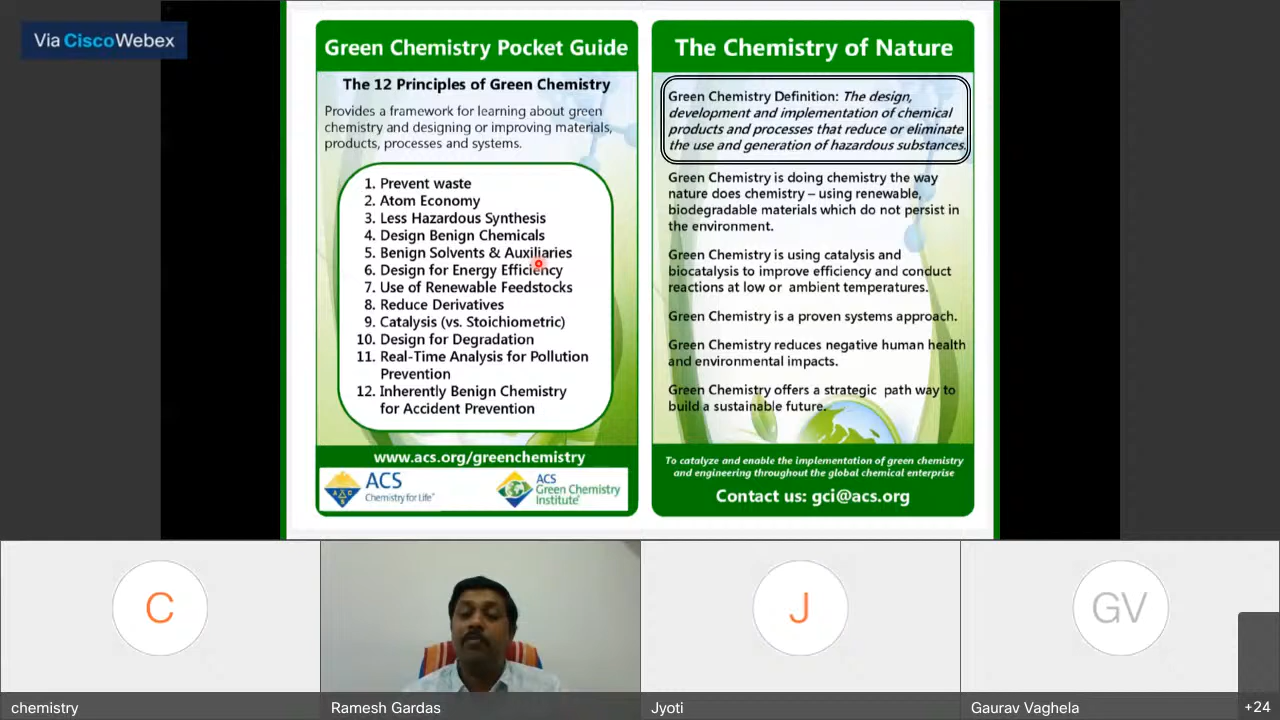 Via CiscoWebex
Green Chemistry Pocket Guide
The 12 Principles of Green Chemistry
Provides a framework for learning about green
chemistry and designing or improving materials,
products, processes and systems.
1. Prevent waste
2. Atom Economy
3. Less Hazardous Synthesis
4. Design Benign Chemicals
5. Benign Solvents & Auxiliaries
6. Design for Energy Efficiency
7. Use of Renewable Feedstocks
8. Reduce Derivatives
9. Catalysis (vs. Stoichiometric)
10. Design for Degradation
11. Real-Time Analysis for Pollution
Prevention
12. Inherently Benign Chemistry
for Accident Prevention
www.acs.org/greenchemistry
ACS
Chemistry for Life™
ACS
Green Chemistry
Institute®
The Chemistry of Nature
Green Chemistry Definition: The design,
development and implementation of chemical
products and processes that reduce or eliminate
the use and generation of hazardous substances.
Green Chemistry is doing chemistry the way
nature does chemistry – using renewable,
biodegradable materials which do not persist in
the environment.
Green Chemistry is using catalysis and
biocatalysis to improve efficiency and conduct
reactions at low or ambient temperatures.
Green Chemistry is a proven systems approach.
Green Chemistry reduces negative human health
and environmental impacts.
Green Chemistry offers a strategic path way to
build a sustainable future.
To catalyze and enable the implementation of green chemistry
and engineering throughout the global chemical enterprise
Contact us: gci@acs.org
C
J
GV
chemistry
Ramesh Gardas
Jyoti
Gaurav Vaghela
+24